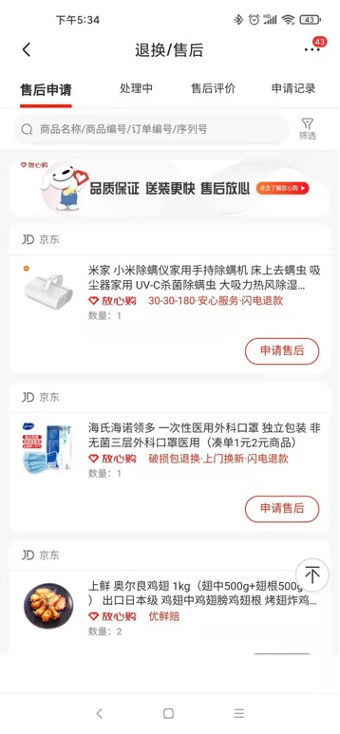 下午5:34
43
退换/售后
43
售后申请
处理中
售后评价
申请记录
商品名称/商品编号/订单编号/序列号
筛选
放心购
品质保证 送装更快 售后放心
点击了解放心购
JD 京东
米家 小米除螨仪家用手持除螨机 床上去螨虫 吸
尘器家用 UV-C杀菌除螨虫 大吸力热风除湿...
放心购 30-30-180·安心服务·闪电退款
数量：1
申请售后
JD 京东
海氏海诺领多 一次性医用外科口罩 独立包装 非
无菌三层外科口罩医用（凑单1元2元商品）
放心购 破损包退换·上门换新·闪电退款
数量：1
申请售后
JD 京东
上鲜 奥尔良鸡翅 1kg（翅中500g+翅根500g
） 出口日本级 鸡翅中鸡翅膀鸡翅根 烤翅炸鸡...
放心购 优鲜赔
数量：2